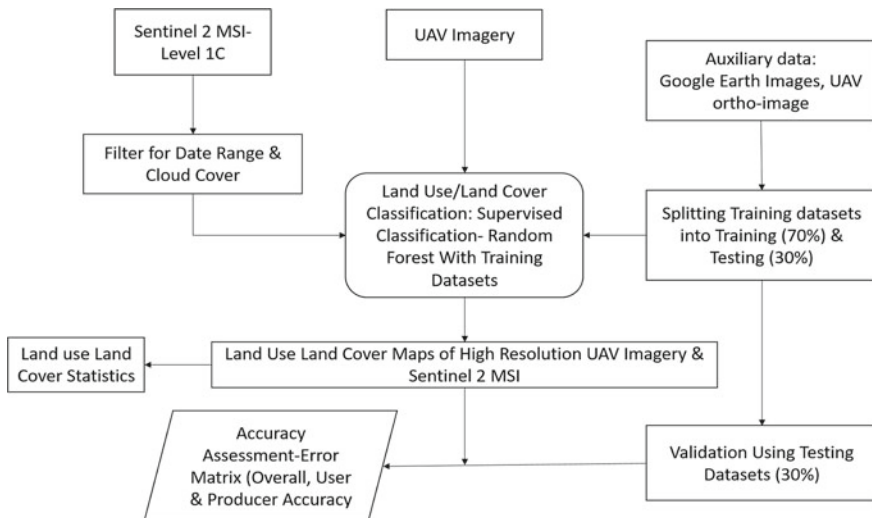 Sentinel 2 MSI-
Level 1C
UAV Imagery
Auxiliary data:
Google Earth Images, UAV
ortho-image
Filter for Date Range &
Cloud Cover
Land Use/Land Cover
Classification: Supervised
Classification- Random
Forest With Training
Datasets
Splitting Training datasets
into Training (70%) &
Testing (30%)
Land use Land
Cover Statistics
Land Use Land Cover Maps of High Resolution UAV Imagery &
Sentinel 2 MSI
Accuracy
Assessment-Error
Matrix (Overall, User
& Producer Accuracy
Validation Using Testing
Datasets (30%)